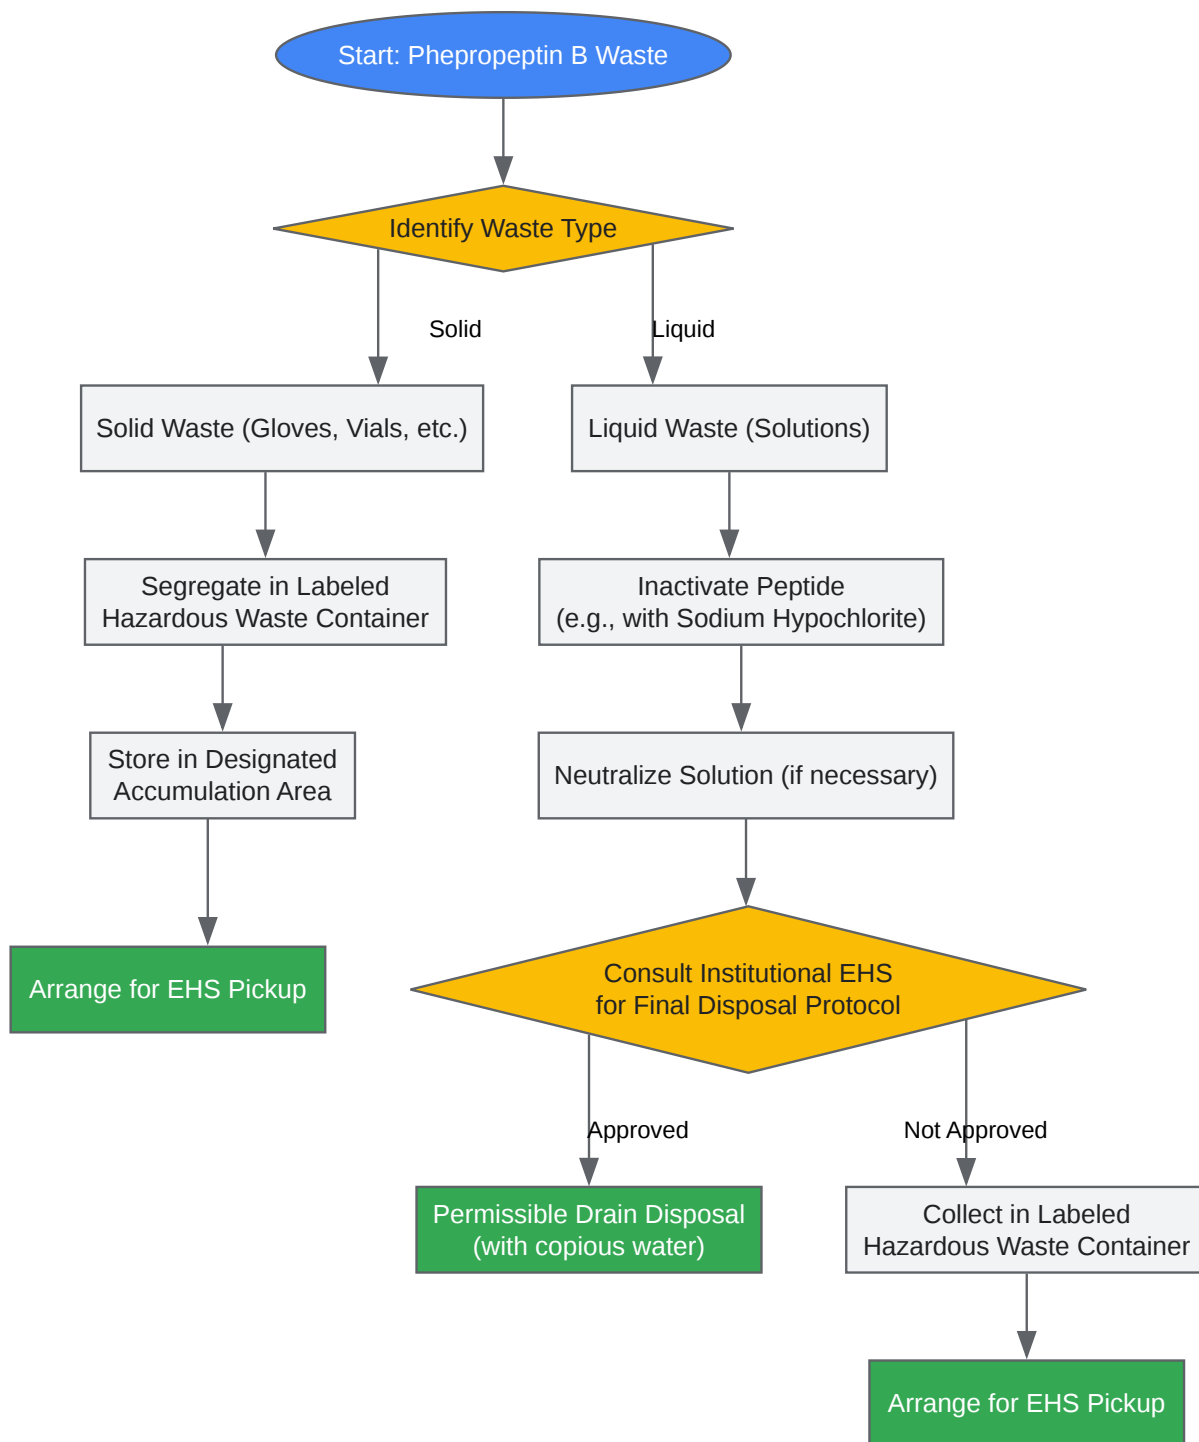 Start: Phepropeptin B Waste
Identify Waste Type
Solid
Liquid
Solid Waste (Gloves, Vials, etc.)
Liquid Waste (Solutions)
Segregate in Labeled
Hazardous Waste Container
Inactivate Peptide
(e.g., with Sodium Hypochlorite)
Store in Designated
Accumulation Area
Neutralize Solution (if necessary)
Arrange for EHS Pickup
Consult Institutional EHS
for Final Disposal Protocol
Approved
Not Approved
Permissible Drain Disposal
(with copious water)
Collect in Labeled
Hazardous Waste Container
Arrange for EHS Pickup